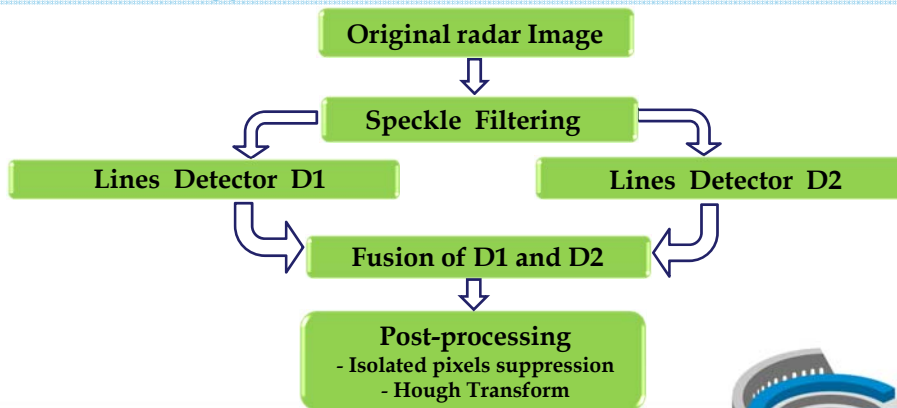 Original radar Image
Speckle Filtering
Lines Detector D1
Lines Detector D2
Fusion of D1 and D2
Post-processing
- Isolated pixels suppression
- Hough Transform